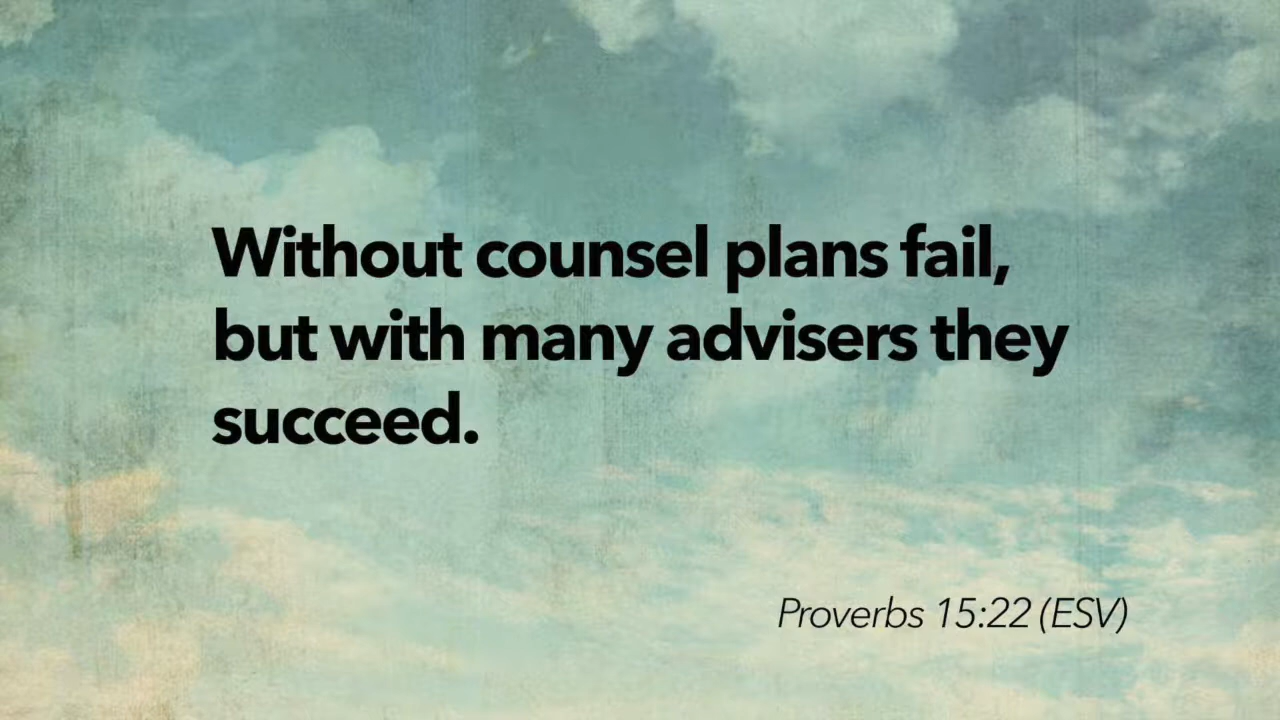 Without counsel plans fail,
but with many advisers they
succeed.
Proverbs 15:22 (ESV)